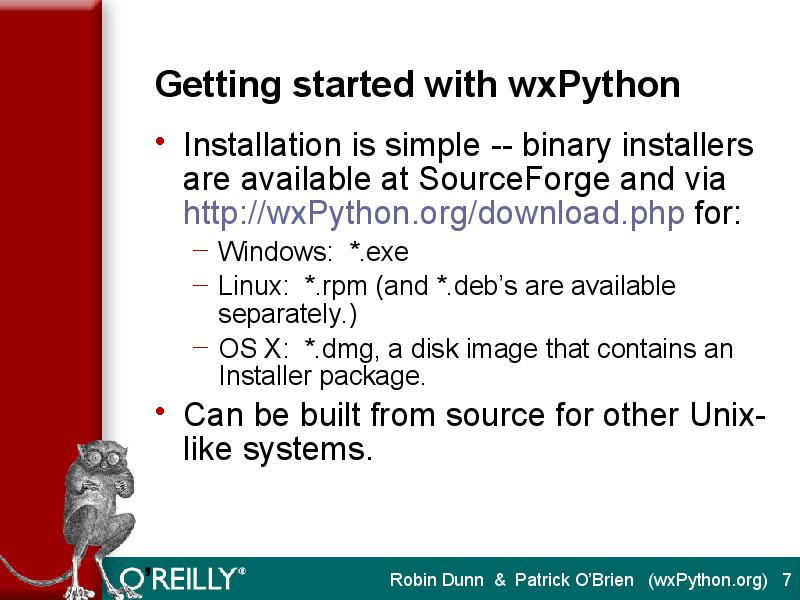 Getting started with wxPython
• Installation is simple -- binary installers
are available at SourceForge and via
http://wxPython.org/download.php for:
– Windows:  *.exe
– Linux:  *.rpm (and *.deb’s are available
separately.)
– OS X:  *.dmg, a disk image that contains an
Installer package.
• Can be built from source for other Unix-
like systems.
O’REILLY®
Robin Dunn & Patrick O’Brien (wxPython.org) 7